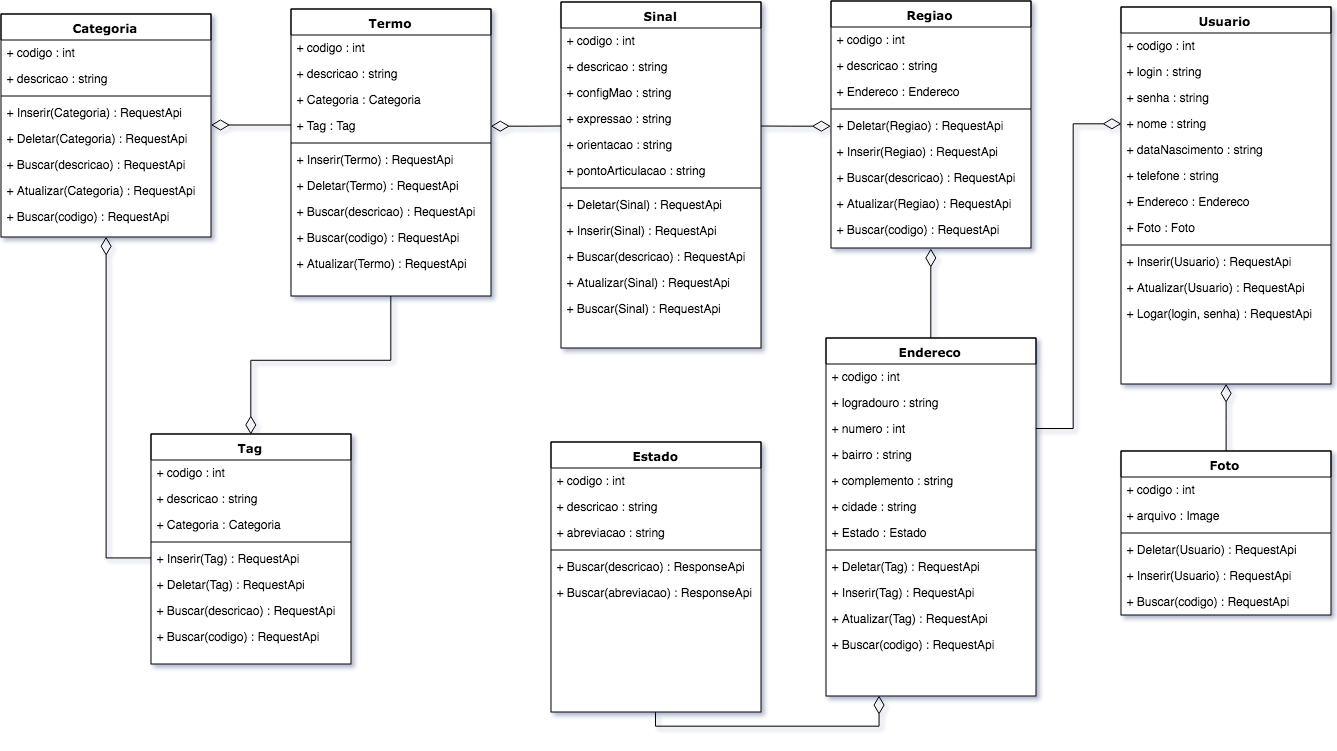 Categoria
+ codigo : int
+ descricao : string
+ Inserir(Categoria) : RequestApi
+ Deletar(Categoria) : RequestApi
+ Buscar(descricao) : RequestApi
+ Atualizar(Categoria) : RequestApi
+ Buscar(codigo) : RequestApi
Termo
+ codigo : int
+ descricao : string
+ Categoria : Categoria
+ Tag : Tag
+ Inserir(Termo) : RequestApi
+ Deletar(Termo) : RequestApi
+ Buscar(descricao) : RequestApi
+ Buscar(codigo) : RequestApi
+ Atualizar(Termo) : RequestApi
Sinal
+ codigo : int
+ descricao : string
+ configMao : string
+ expressao : string
+ orientacao : string
+ pontoArticulacao : string
+ Deletar(Sinal) : RequestApi
+ Inserir(Sinal) : RequestApi
+ Buscar(descricao) : RequestApi
+ Atualizar(Sinal) : RequestApi
+ Buscar(Sinal) : RequestApi
Regiao
+ codigo : int
+ descricao : string
+ Endereco : Endereco
+ Deletar(Regiao) : RequestApi
+ Inserir(Regiao) : RequestApi
+ Buscar(descricao) : RequestApi
+ Atualizar(Regiao) : RequestApi
+ Buscar(codigo) : RequestApi
Usuario
+ codigo : int
+ login : string
+ senha : string
+ nome : string
+ dataNascimento : string
+ telefone : string
+ Endereco : Endereco
+ Foto : Foto
+ Inserir(Usuario) : RequestApi
+ Atualizar(Usuario) : RequestApi
+ Logar(login, senha) : RequestApi
Tag
+ codigo : int
+ descricao : string
+ Categoria : Categoria
+ Inserir(Tag) : RequestApi
+ Deletar(Tag) : RequestApi
+ Buscar(descricao) : RequestApi
+ Buscar(codigo) : RequestApi
Estado
+ codigo : int
+ descricao : string
+ abreviacao : string
+ Buscar(descricao) : ResponseApi
+ Buscar(abreviacao) : ResponseApi
Endereco
+ codigo : int
+ logradouro : string
+ numero : int
+ bairro : string
+ complemento : string
+ cidade : string
+ Estado : Estado
+ Deletar(Tag) : RequestApi
+ Inserir(Tag) : RequestApi
+ Atualizar(Tag) : RequestApi
+ Buscar(codigo) : RequestApi
Foto
+ codigo : int
+ arquivo : Image
+ Deletar(Usuario) : RequestApi
+ Inserir(Usuario) : RequestApi
+ Buscar(codigo) : RequestApi